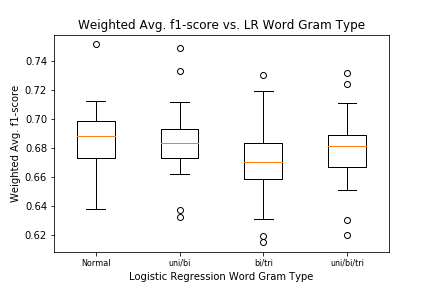 Weighted Avg. f1-score vs. LR Word Gram Type
Weighted Avg. f1-score
0.74
0.72
0.70
0.68
0.66
0.64
0.62
Normal uni/bi bi/tri uni/bi/tri
Logistic Regression Word Gram Type